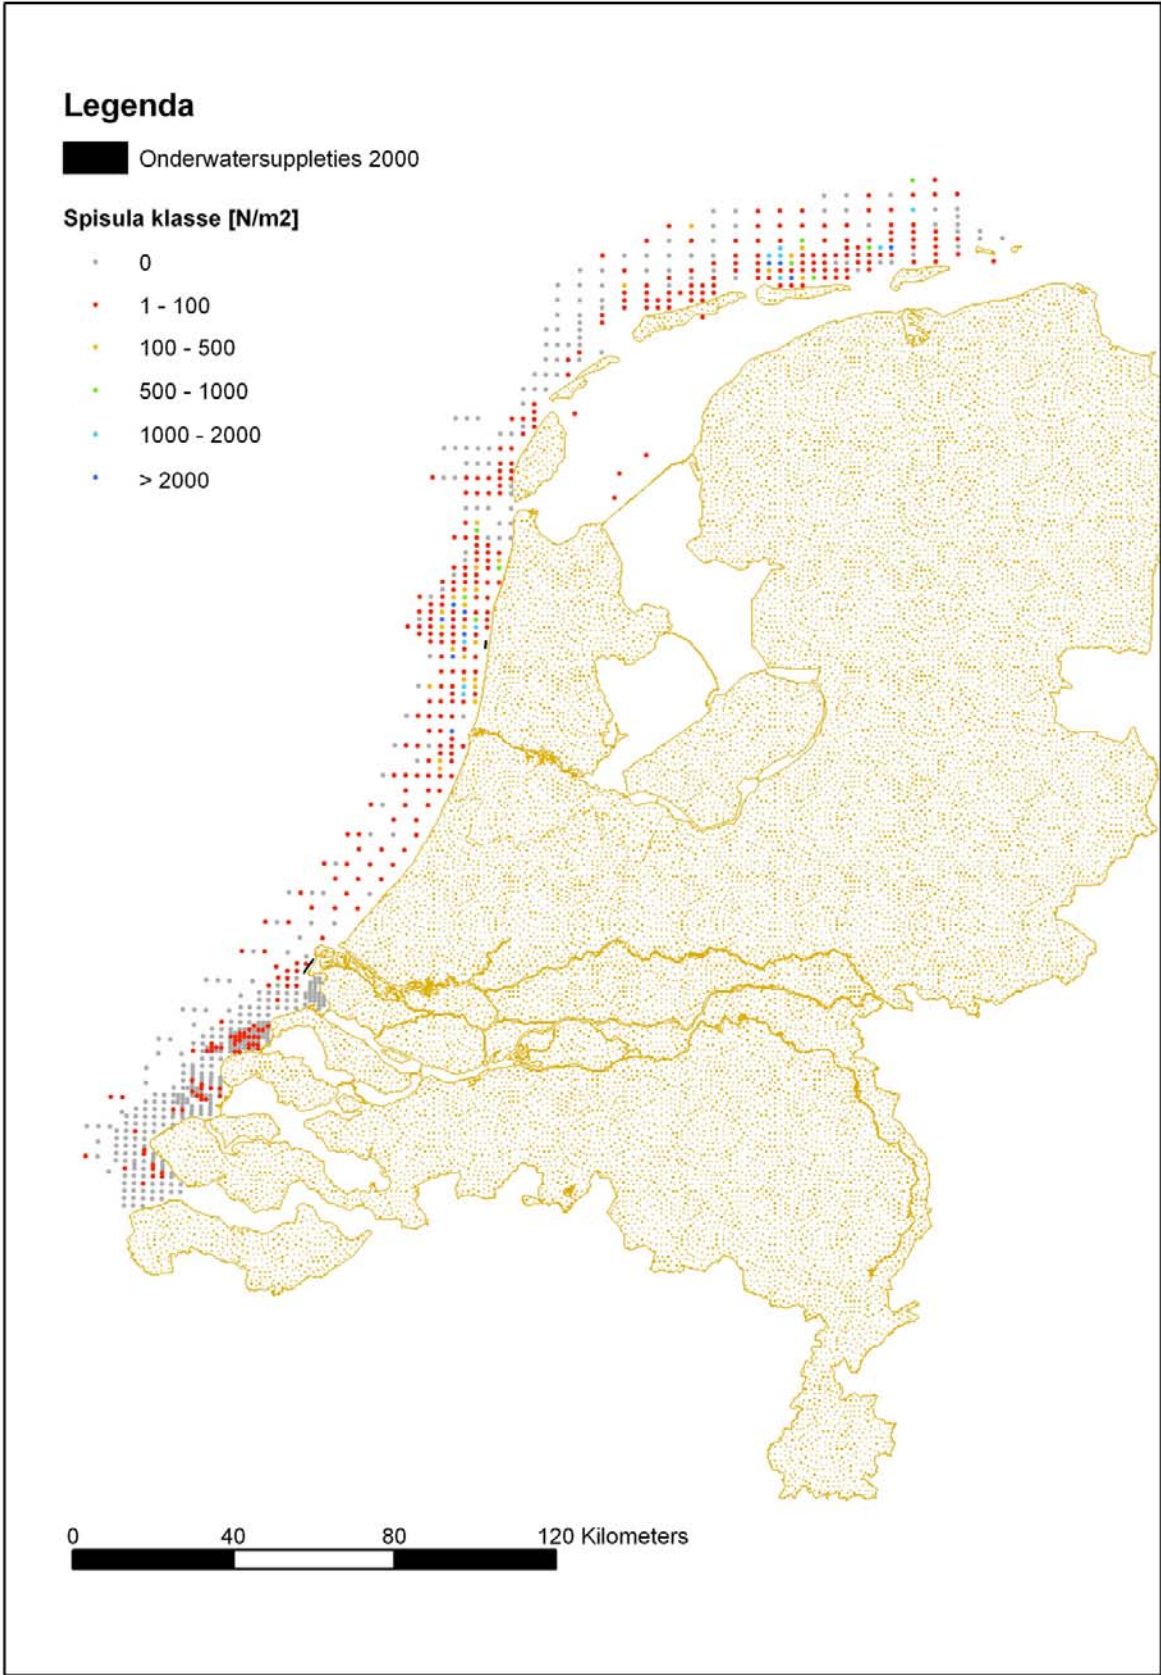 Legenda
Onderwatersuppleties 2000
Spisula klasse [N/m2]
0
1 - 100
100 - 500
500 - 1000
1000 - 2000
> 2000
0 40 80 120 Kilometers